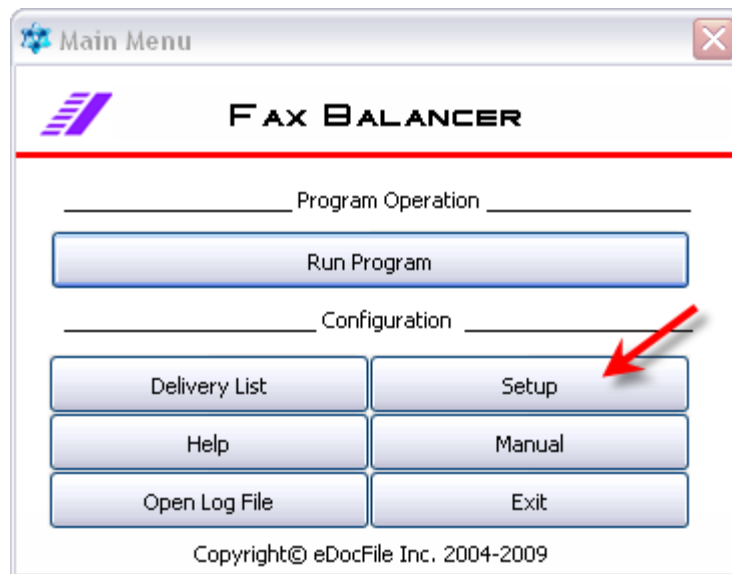 Main Menu
FAX BALANCER
Program Operation
Run Program
Configuration
Delivery List Setup
Help Manual
Open Log File Exit
Copyright© eDocFile Inc. 2004-2009